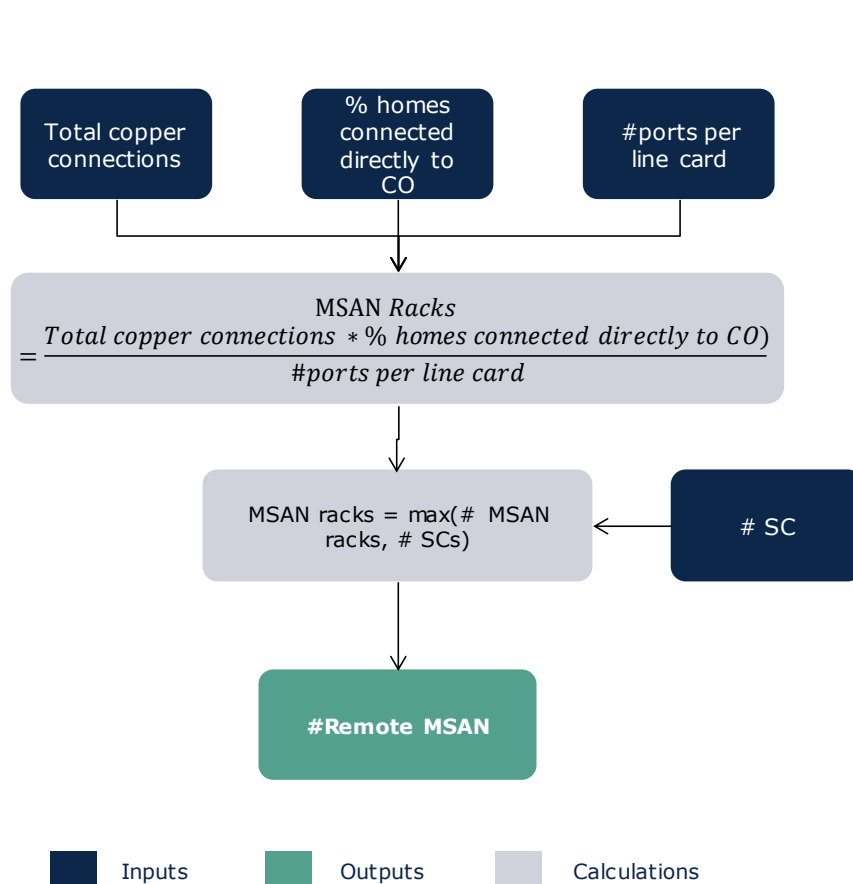 Total copper
connections
% homes
connected
directly to
CO
#ports per
line card
MSAN Racks
= Total copper connections * % homes connected directly to CO)
#ports per line card
MSAN racks = max(# MSAN
racks, # SCs)
# SC
#Remote MSAN
Inputs
Outputs
Calculations